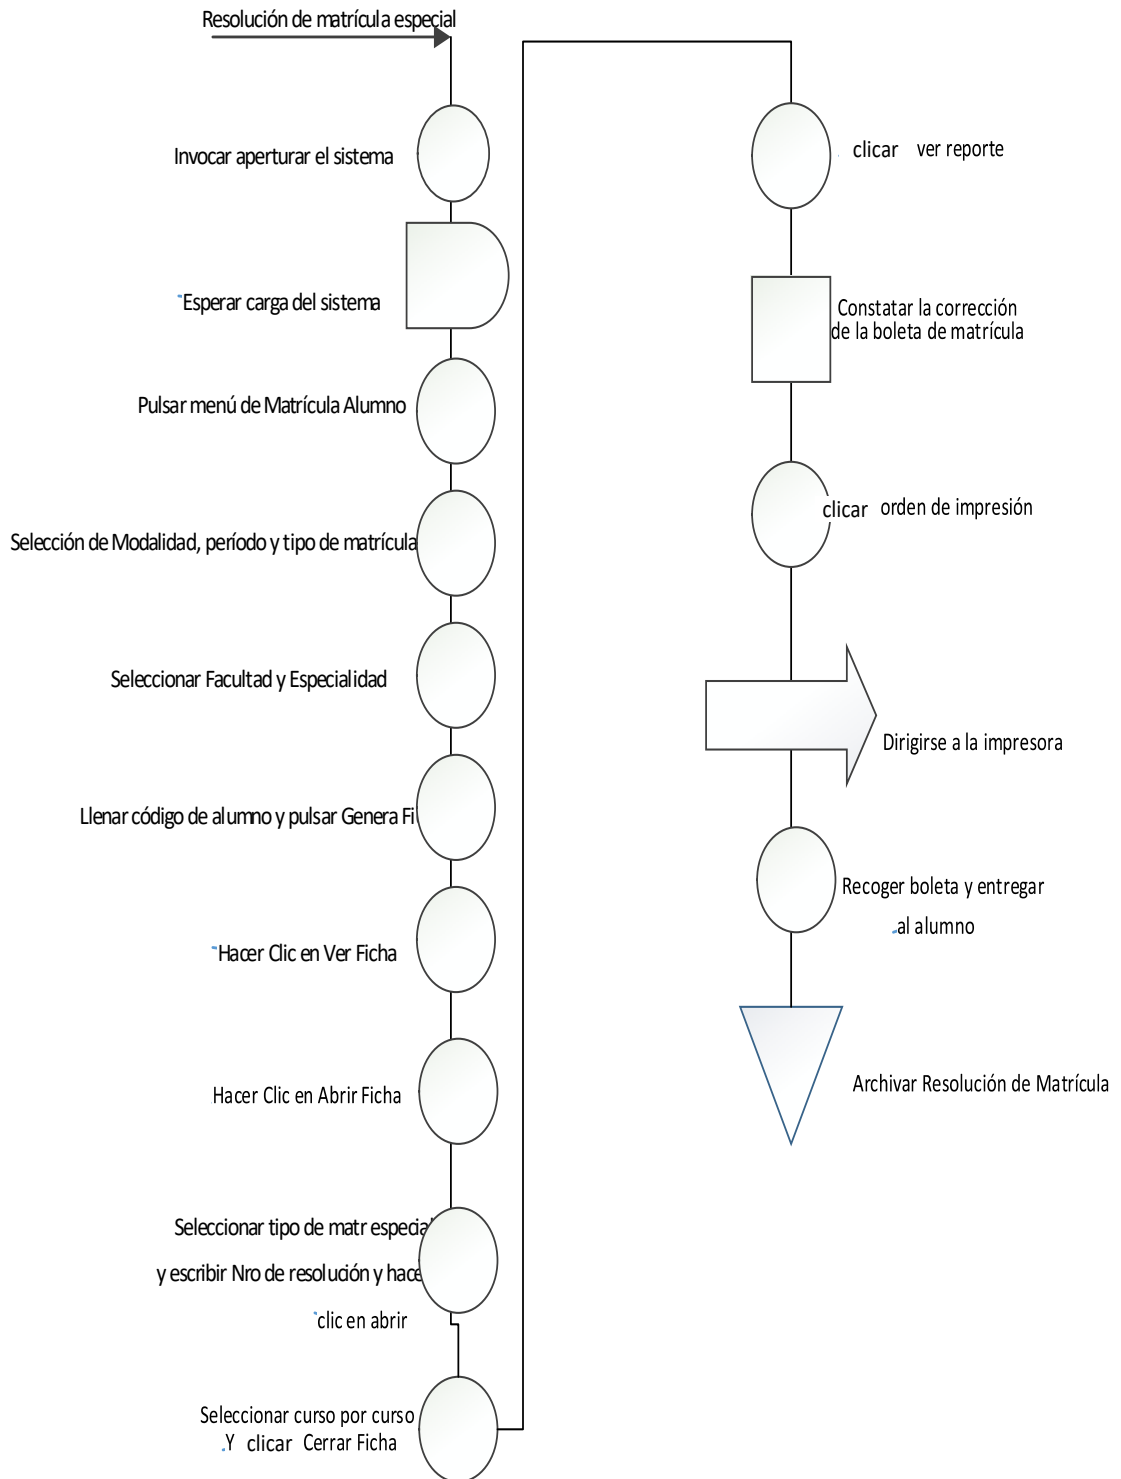 Resolución de matrícula especial
Invocar aperturar el sistema
Esperar carga del sistema
Pulsar menú de Matrícula Alumno
Selección de Modalidad, período y tipo de matrícula
Seleccionar Facultad y Especialidad
Llenar código de alumno y pulsar Genera Fi
Hacer Clic en Ver Ficha
Hacer Clic en Abrir Ficha
Seleccionar tipo de matr especial
y escribir Nro de resolución y hace
clic en abrir
Seleccionar curso por curso
Y clicar Cerrar Ficha
clicar ver reporte
Constatar la corrección
de la boleta de matrícula
clicar orden de impresión
Dirigirse a la impresora
Recoger boleta y entregar
al alumno
Archivar Resolución de Matrícula